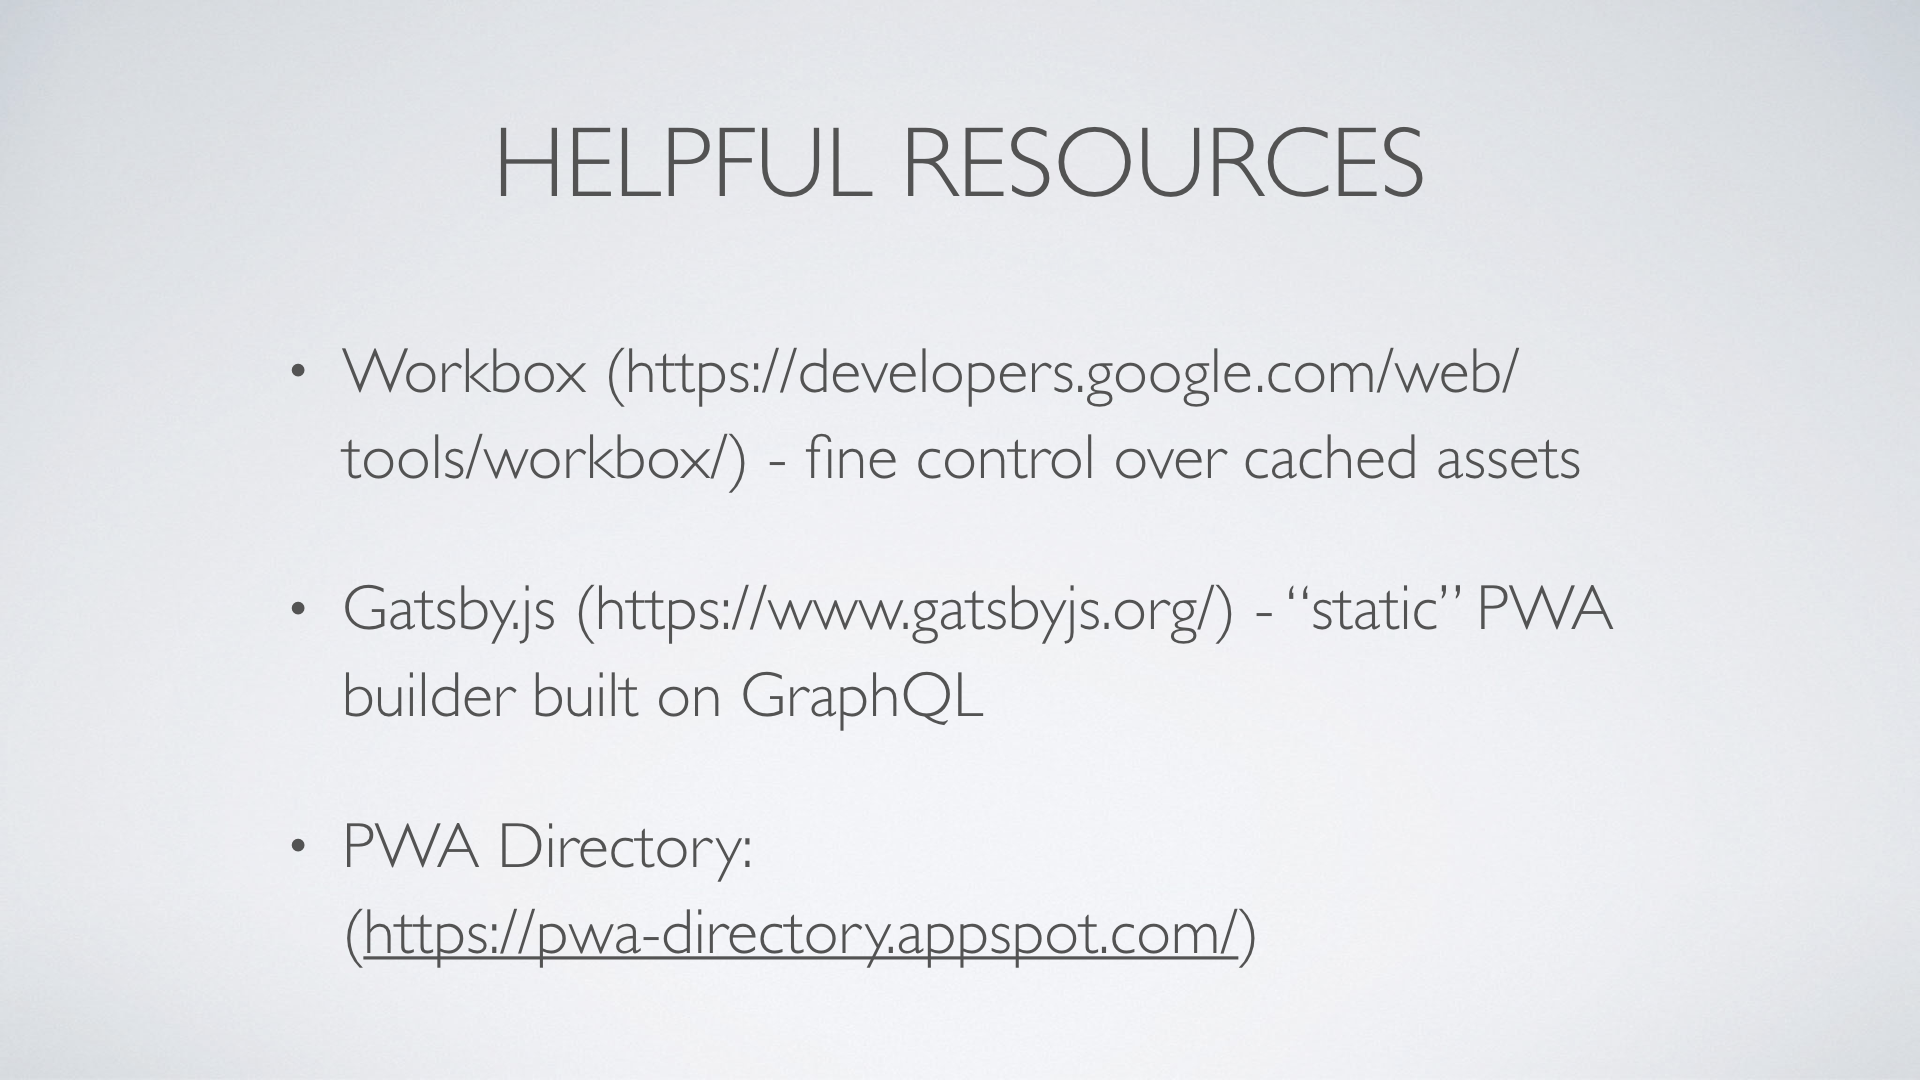 HELPFUL RESOURCES
• Workbox (https://developers.google.com/web/
tools/workbox/) - fine control over cached assets
• Gatsby.js (https://www.gatsbyjs.org/) - “static” PWA
builder built on GraphQL
• PWA Directory:
(https://pwa-directory.appspot.com/)